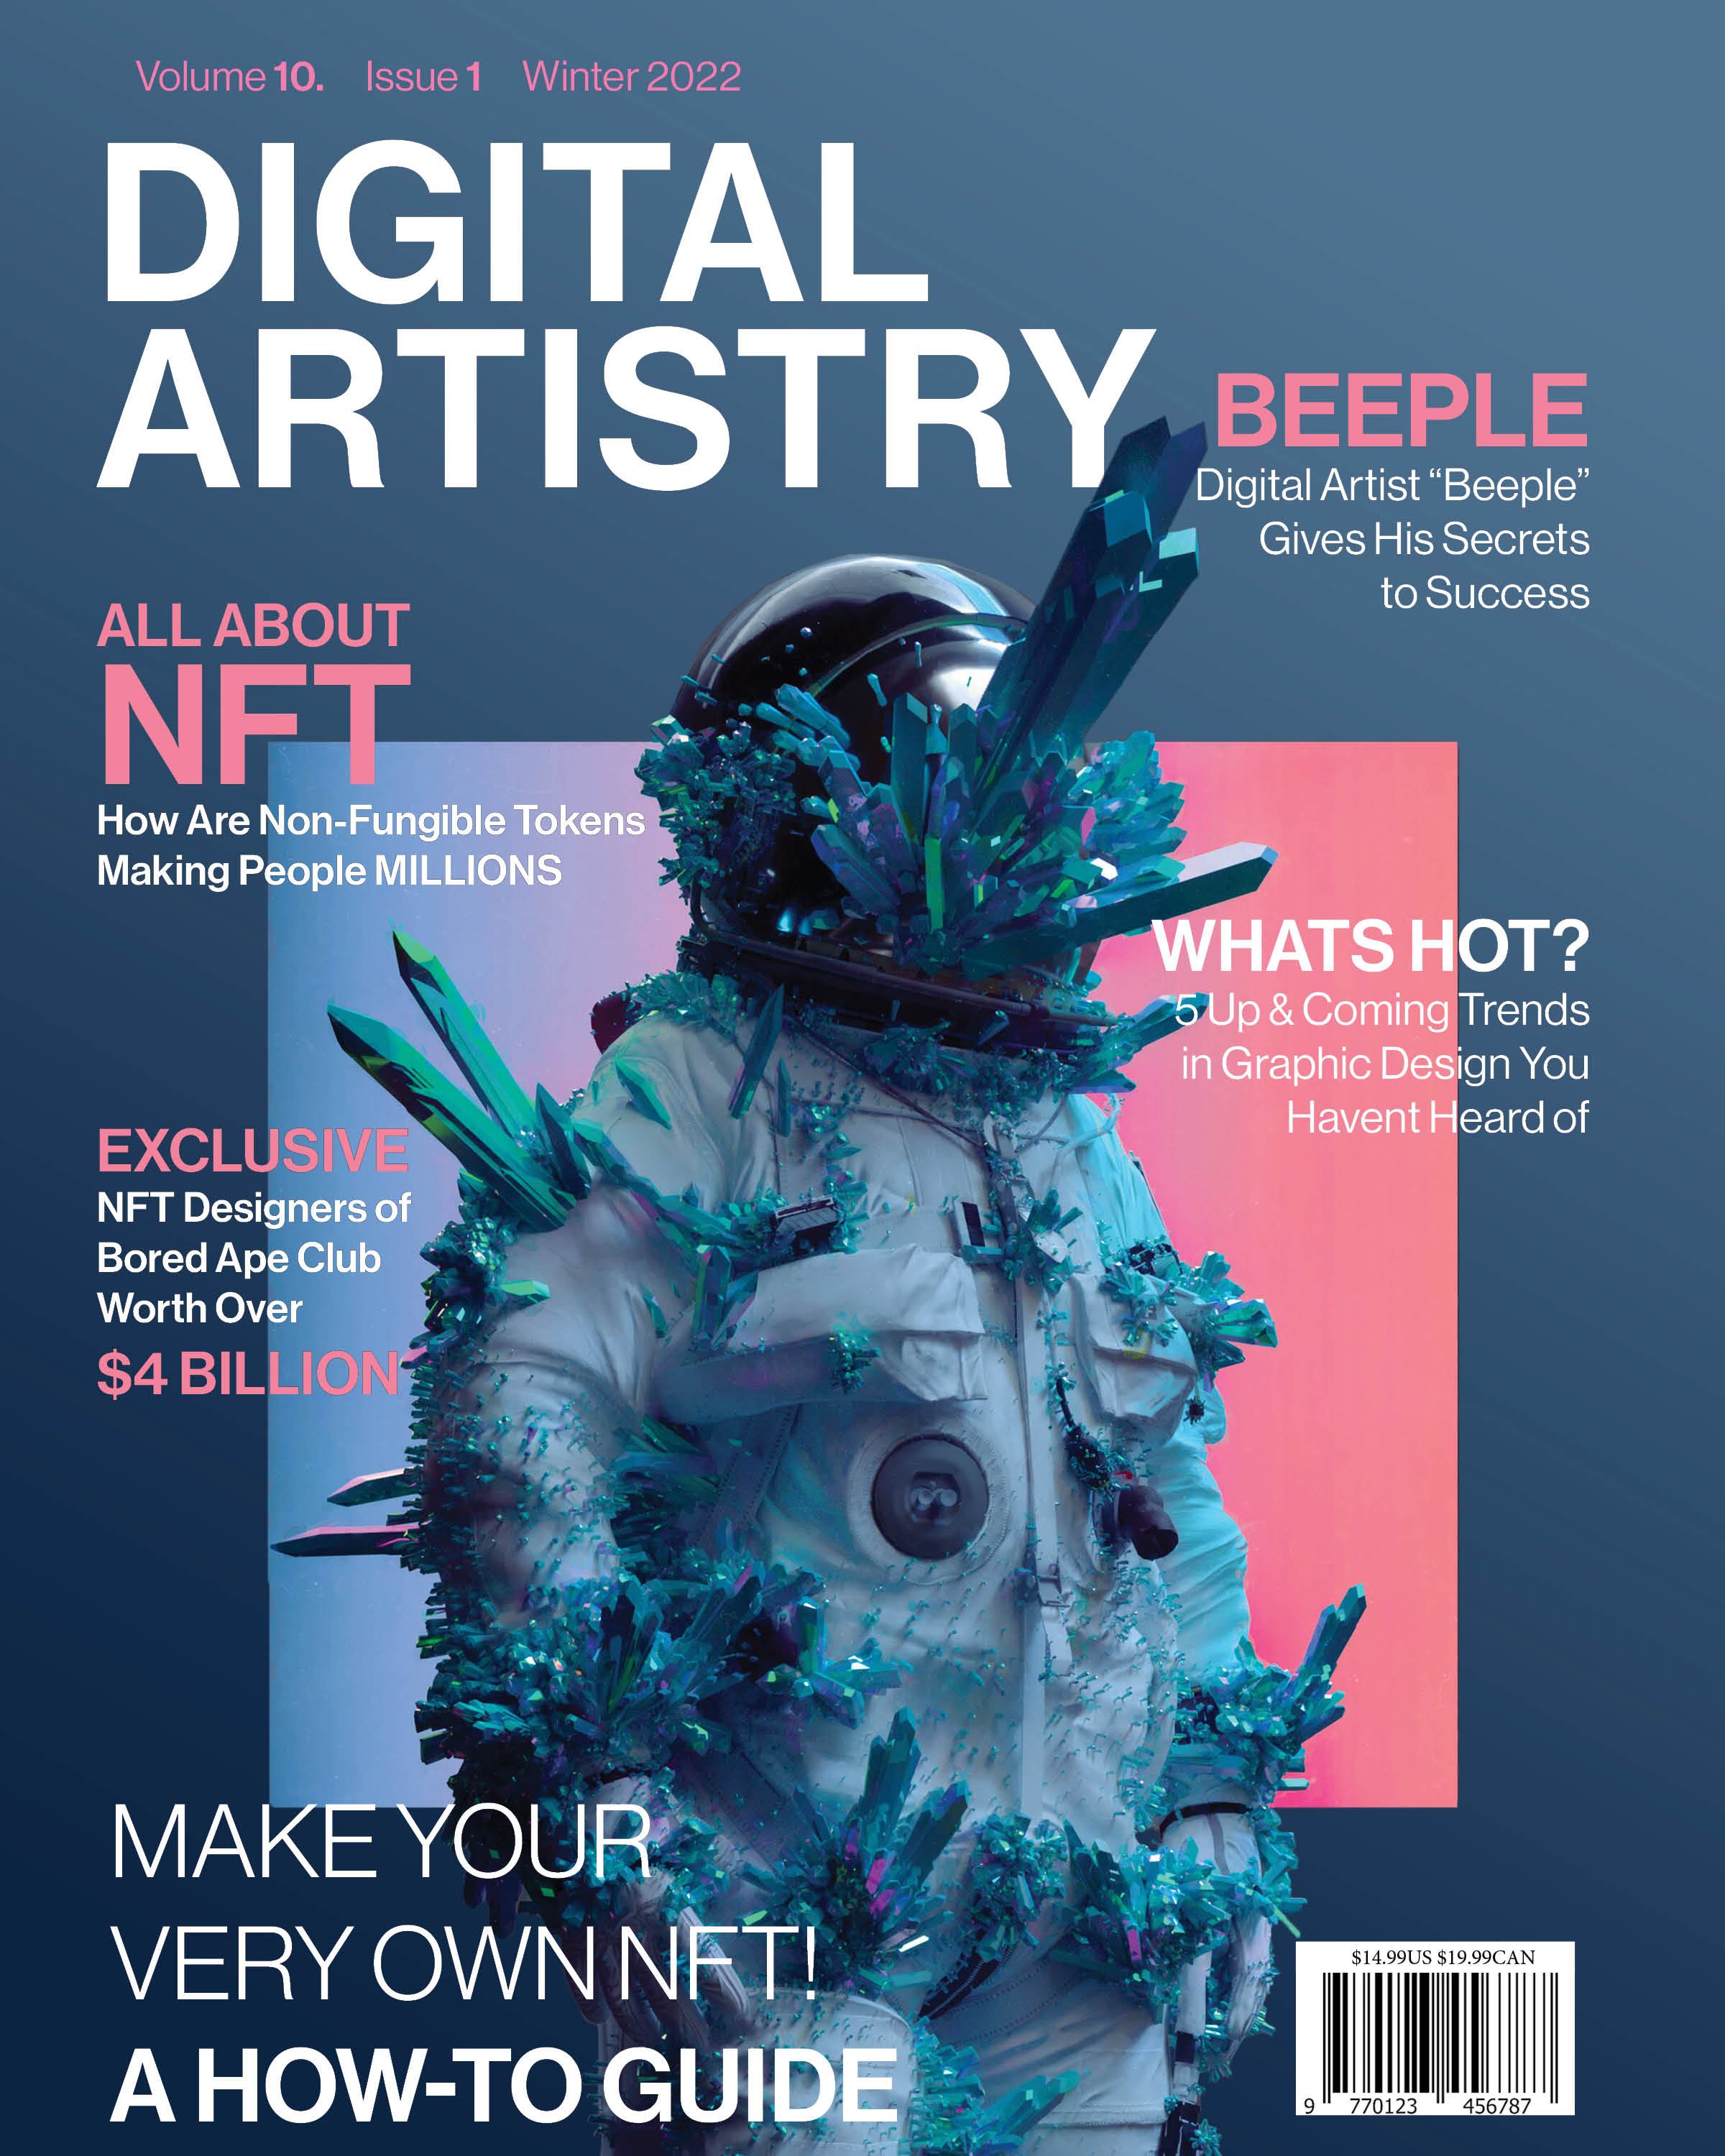 Volume 10. Issue 1 Winter 2022
DIGITAL
ARTISTRY
BEEPLE
Digital Artist “Beeple”
Gives His Secrets
to Success
ALL ABOUT
NFT
How Are Non-Fungible Tokens
Making People MILLIONS
WHATS HOT?
5 Up & Coming Trends
in Graphic Design You
Havent Heard of
EXCLUSIVE
NFT Designers of
Bored Ape Club
Worth Over
$4 BILLION
MAKE YOUR
VERY OWN NFT!
A HOW-TO GUIDE
$14.99US $19.99CAN
9 770123 456787